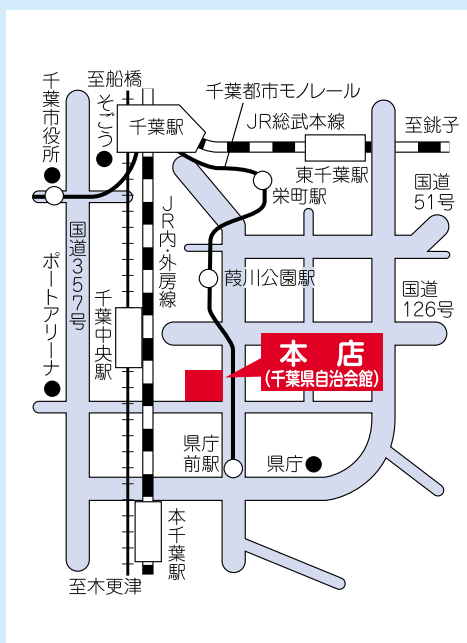 至船橋
千葉市役所
そごう
千葉駅
千葉都市モノレール
JR総武本線
至銚子
東千葉駅
栄町駅
国道
51号
JR内・外房線
国道357号
ポートアリーナ
千葉中央駅
葭川公園駅
国道
126号
本 店
(千葉県自治会館)
県庁
前駅
県庁
本千葉駅
至木更津